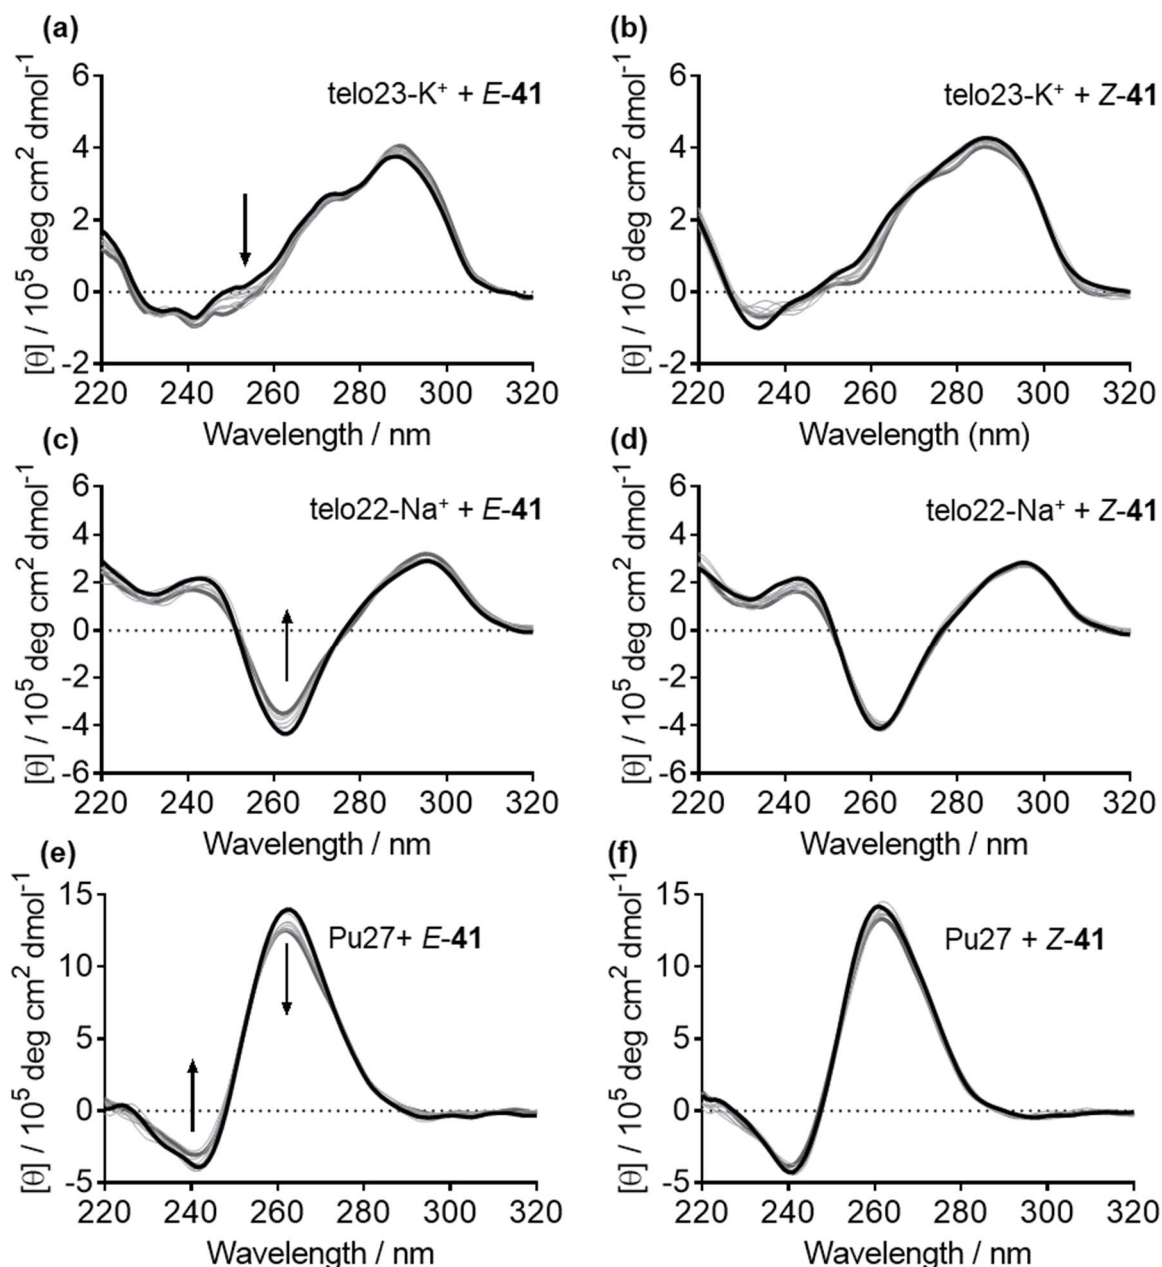 (a)
telo23-K⁺ + E-41
[θ] / 10⁵ deg cm² dmol⁻¹
6
4
2
0
-2
220 240 260 280 300 320
Wavelength / nm
(b)
telo23-K⁺ + Z-41
[θ] / 10⁵ deg cm² dmol⁻¹
6
4
2
0
-2
220 240 260 280 300 320
Wavelength (nm)
(c)
telo22-Na⁺ + E-41
[θ] / 10⁵ deg cm² dmol⁻¹
6
4
2
0
-2
-4
-6
220 240 260 280 300 320
Wavelength / nm
(d)
telo22-Na⁺ + Z-41
[θ] / 10⁵ deg cm² dmol⁻¹
6
4
2
0
-2
-4
-6
220 240 260 280 300 320
Wavelength / nm
(e)
Pu27+ E-41
[θ] / 10⁵ deg cm² dmol⁻¹
15
10
5
0
-5
220 240 260 280 300 320
Wavelength / nm
(f)
Pu27 + Z-41
[θ] / 10⁵ deg cm² dmol⁻¹
15
10
5
0
-5
220 240 260 280 300 320
Wavelength / nm